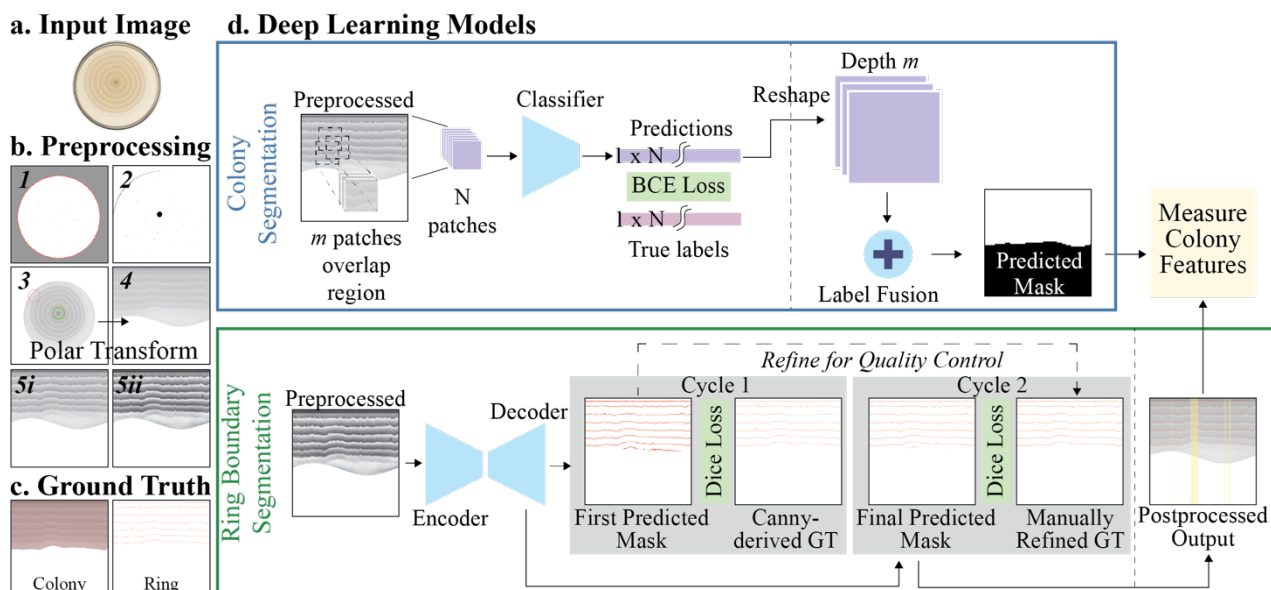 a. Input Image
b. Preprocessing
1
2
3
4
Polar Transform
5i
5ii
c. Ground Truth
Colony
Ring
d. Deep Learning Models
Colony
Segmentation
Preprocessed
m patches
overlap
region
N
patches
Classifier
Predictions
1 x N
BCE Loss
1 x N
True labels
Reshape
Depth m
Label Fusion
Predicted
Mask
Measure
Colony
Features
Ring Boundary
Segmentation
Preprocessed
Encoder
Decoder
Refine for Quality Control
Cycle 1
Dice Loss
First Predicted
Mask
Canny-
derived GT
Cycle 2
Dice Loss
Final Predicted
Mask
Manually
Refined GT
Postprocessed
Output